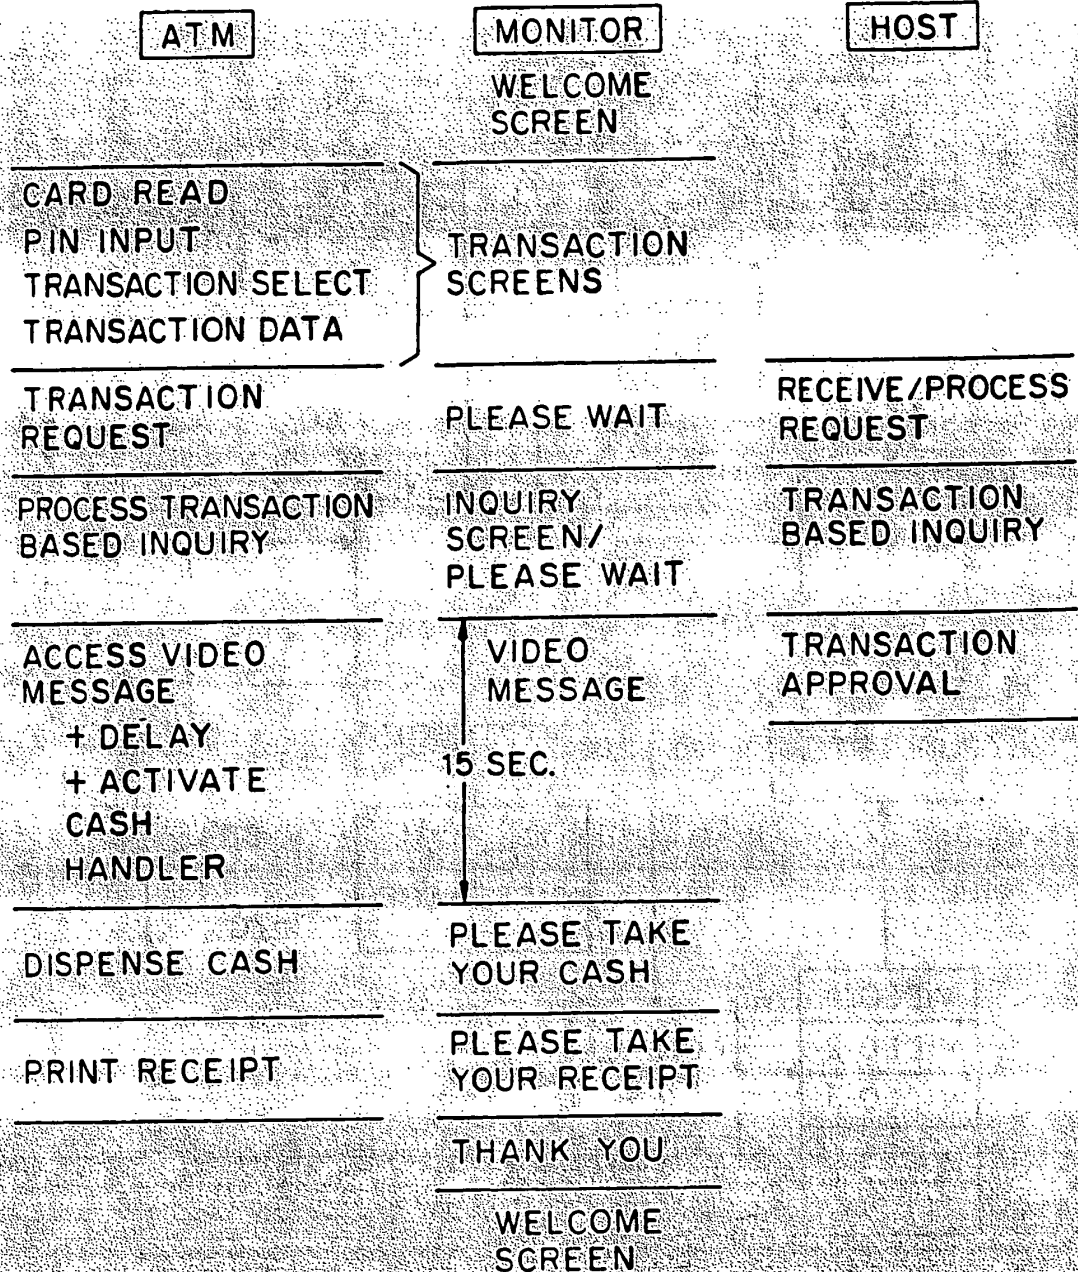 ATM
MONITOR
HOST
WELCOME
SCREEN
CARD READ
PIN INPUT
TRANSACTION SELECT
TRANSACTION DATA
TRANSACTION
SCREENS
TRANSACTION
REQUEST
PLEASE WAIT
RECEIVE/PROCESS
REQUEST
PROCESS TRANSACTION
BASED INQUIRY
INQUIRY
SCREEN/
PLEASE WAIT
TRANSACTION
BASED INQUIRY
ACCESS VIDEO
MESSAGE
+ DELAY
+ ACTIVATE
CASH
HANDLER
VIDEO
MESSAGE
15 SEC.
TRANSACTION
APPROVAL
DISPENSE CASH
PLEASE TAKE
YOUR CASH
PRINT RECEIPT
PLEASE TAKE
YOUR RECEIPT
THANK YOU
WELCOME
SCREEN